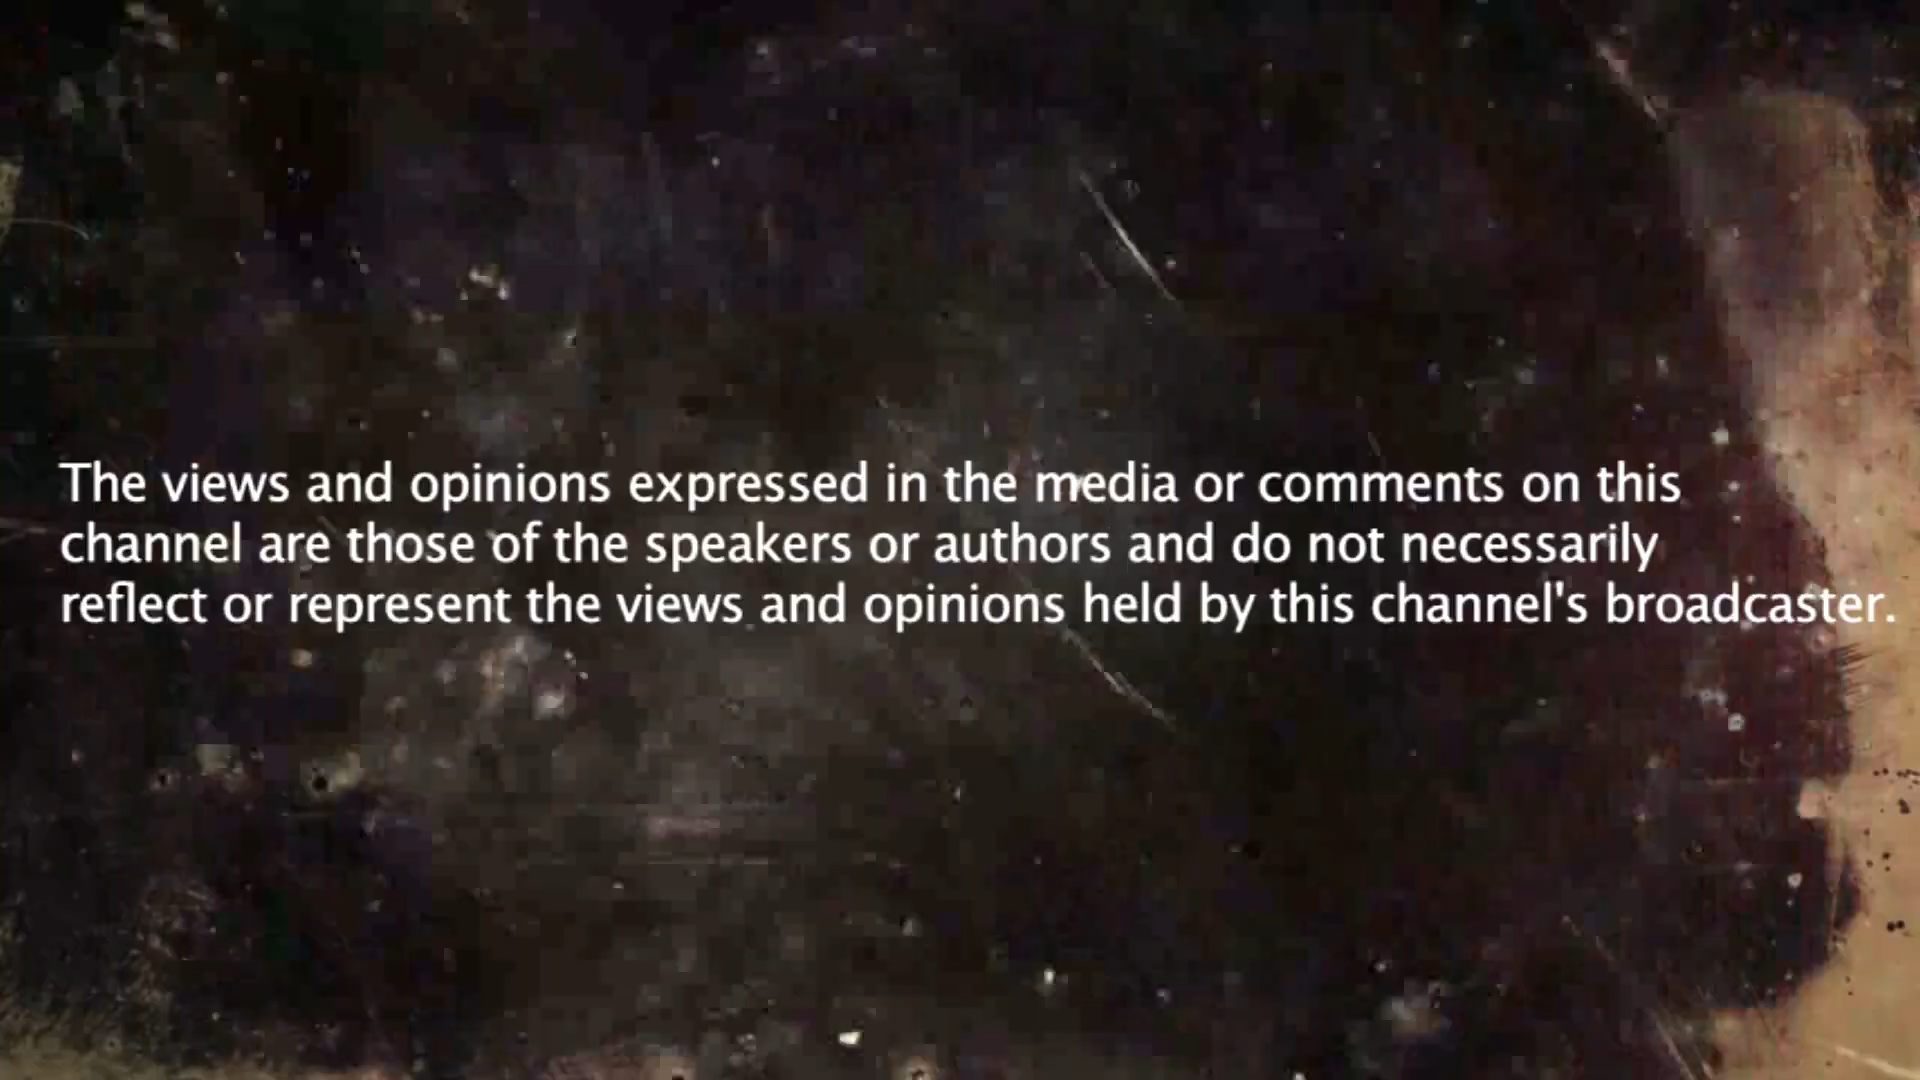 The views and opinions expressed in the media or comments on this
channel are those of the speakers or authors and do not necessarily
reflect or represent the views and opinions held by this channel's broadcaster.